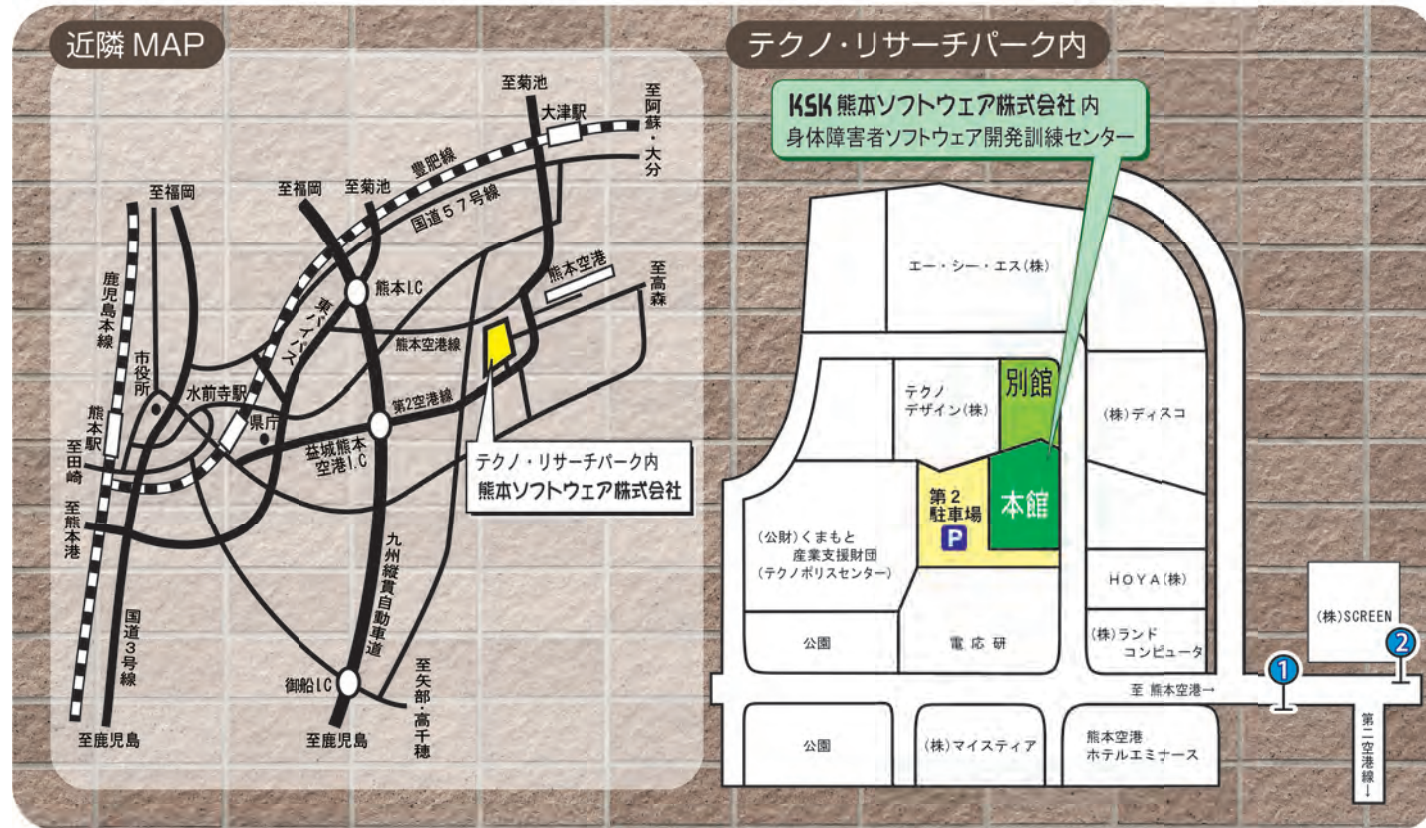 近隣 MAP
至菊池
大津駅
至阿蘇・大分
豊肥線
国道57号線
至福岡
至福岡
至菊池
鹿児島本線
熊本I.C
東バイパス
熊本空港
至高森
熊本空港線
市役所
水前寺駅
県庁
第2空港線
熊本駅
至田崎
益城熊本
空港I.C
テクノ・リサーチパーク内
熊本ソフトウェア株式会社
至熊本港
九州縦貫自動車道
国道3号線
御船I.C
至矢部・高千穂
至鹿児島
至鹿児島
テクノ・リサーチパーク内
KSK 熊本ソフトウェア株式会社 内
身体障害者ソフトウェア開発訓練センター
エー・シー・エス(株)
テクノ
デザイン(株)
別館
(株)ディスコ
第2
駐車場
P
本館
(公財)くまもと
産業支援財団
(テクノポリスセンター)
HOYA(株)
(株)SCREEN
公園
電応研
(株)ランド
コンピュータ
2
1
至 熊本空港→
公園
(株)マイスティア
熊本空港
ホテルエミナース
第二空港線→